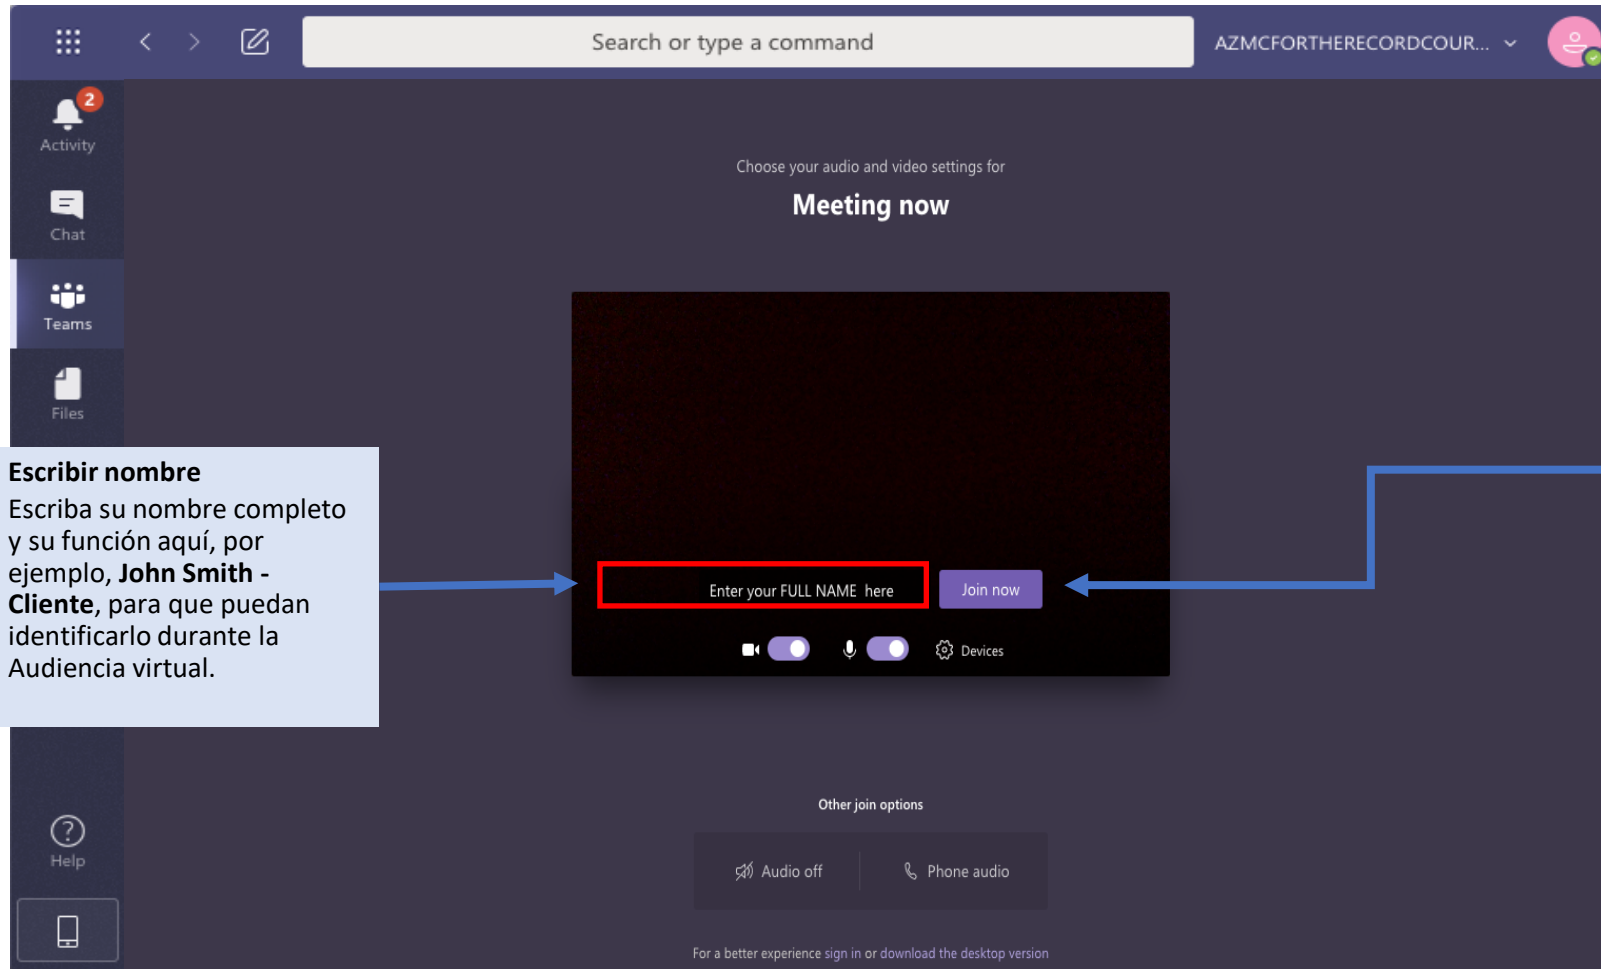 Search or type a command
AZMCFORTHERECORDCOUR...
2
Activity
Chat
Teams
Files
Choose your audio and video settings for
Meeting now
Escribir nombre
Escriba su nombre completo
y su función aquí, por
ejemplo, John Smith -
Cliente, para que puedan
identificarlo durante la
Audiencia virtual.
Enter your FULL NAME here
Join now
Devices
Other join options
Audio off
Phone audio
For a better experience sign in or download the desktop version
Help